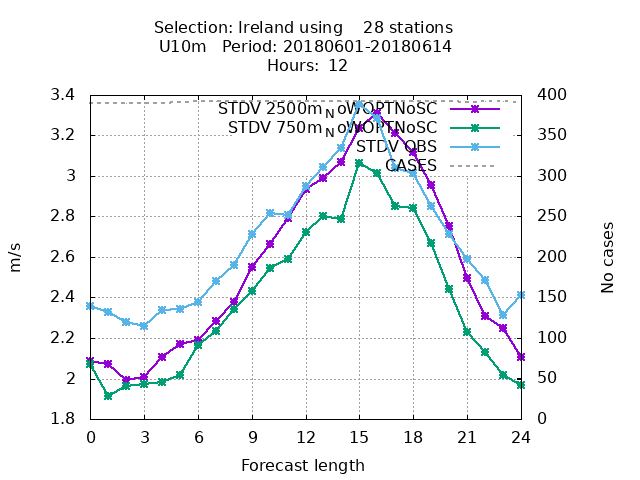 Selection: Ireland using 28 stations
U10m Period: 20180601-20180614
Hours: 12
STDV 2500m NoWOPTNoSC
STDV 750m NoWOPTNoSC
STDV OBS
CASES
3.4
3.2
3
2.8
2.6
2.4
2.2
2
1.8
400
350
300
250
200
150
100
50
0
m/s
No cases
0 3 6 9 12 15 18 21 24
Forecast length